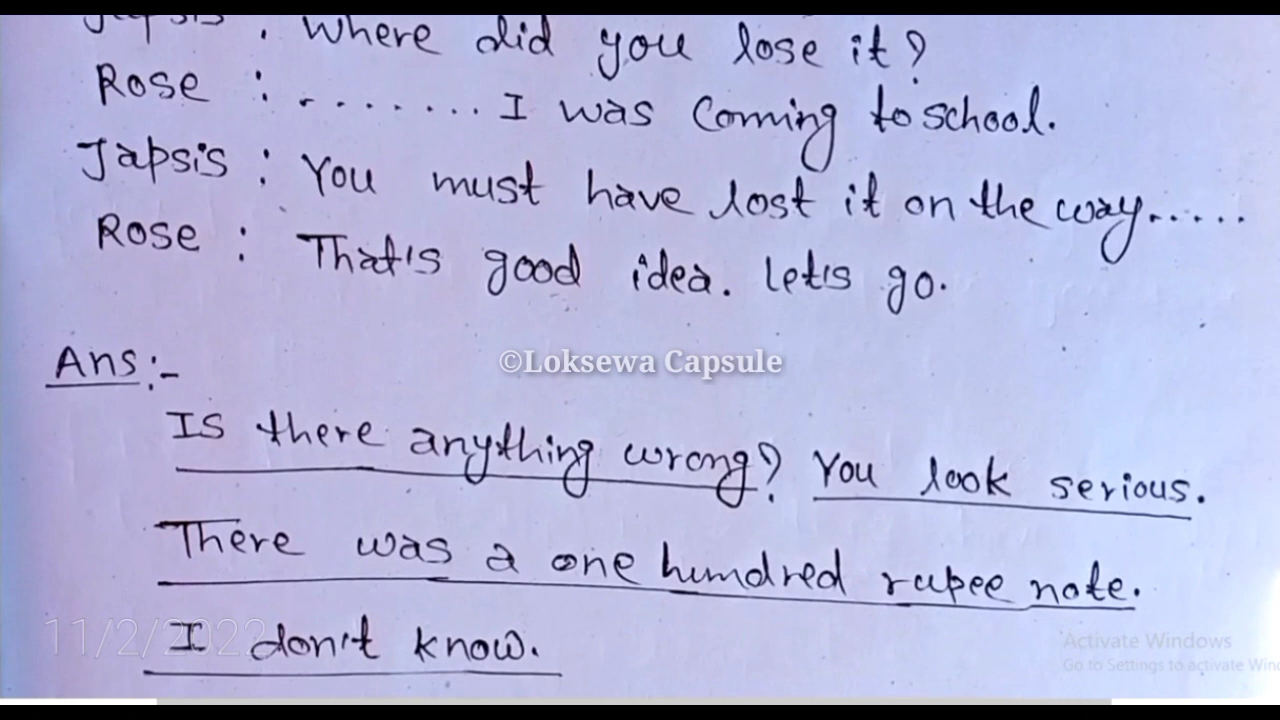 Japsis : Where did you lose it?
Rose : ........ I was coming to school.
Japsis : You must have lost it on the way.....
Rose : That's good idea. Let's go.
Ans:-
©Loksewa Capsule
Is there anything wrong? You look serious.
There was a one hundred rupee note.
I don't know.
11/2/2022
Activate Windows
Go to Settings to activate Win